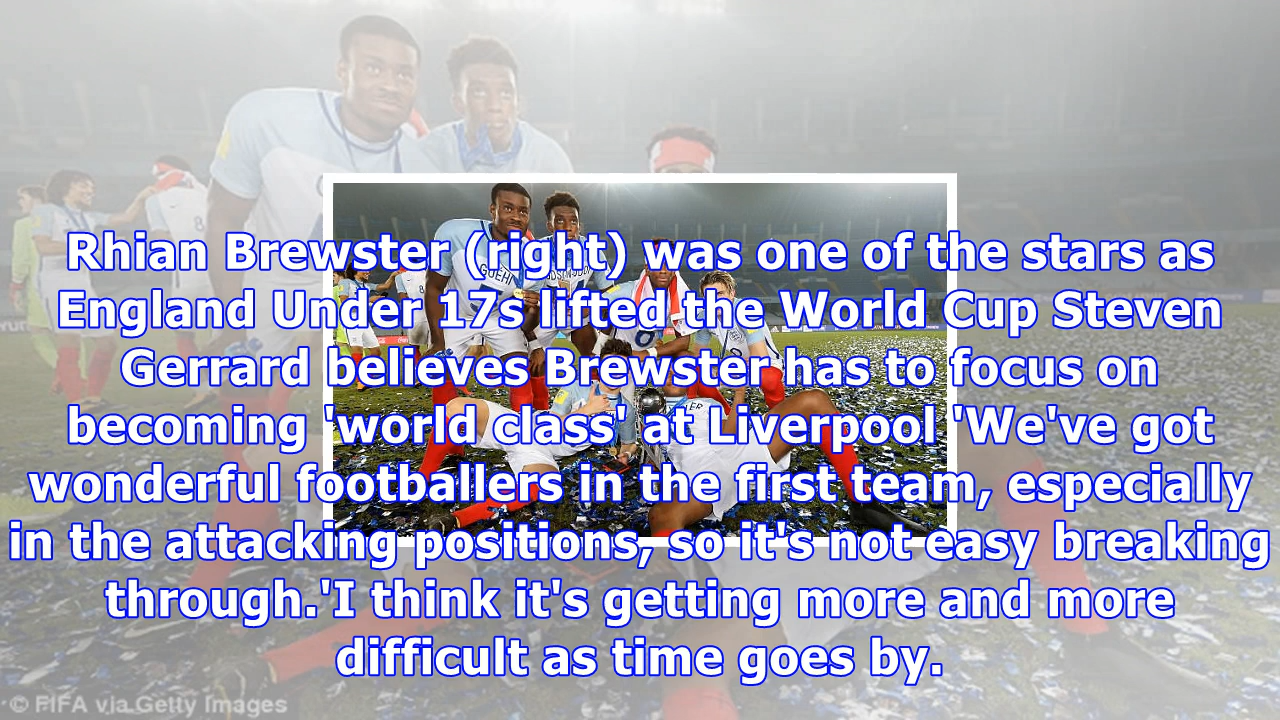 Rhian Brewster (right) was one of the stars as
England Under 17s lifted the World Cup Steven
Gerrard believes Brewster has to focus on
becoming 'world class' at Liverpool 'We've got
wonderful footballers in the first team, especially
in the attacking positions, so it's not easy breaking
through.'I think it's getting more and more
difficult as time goes by.
GUEHI
8
© FIFA via Getty Images